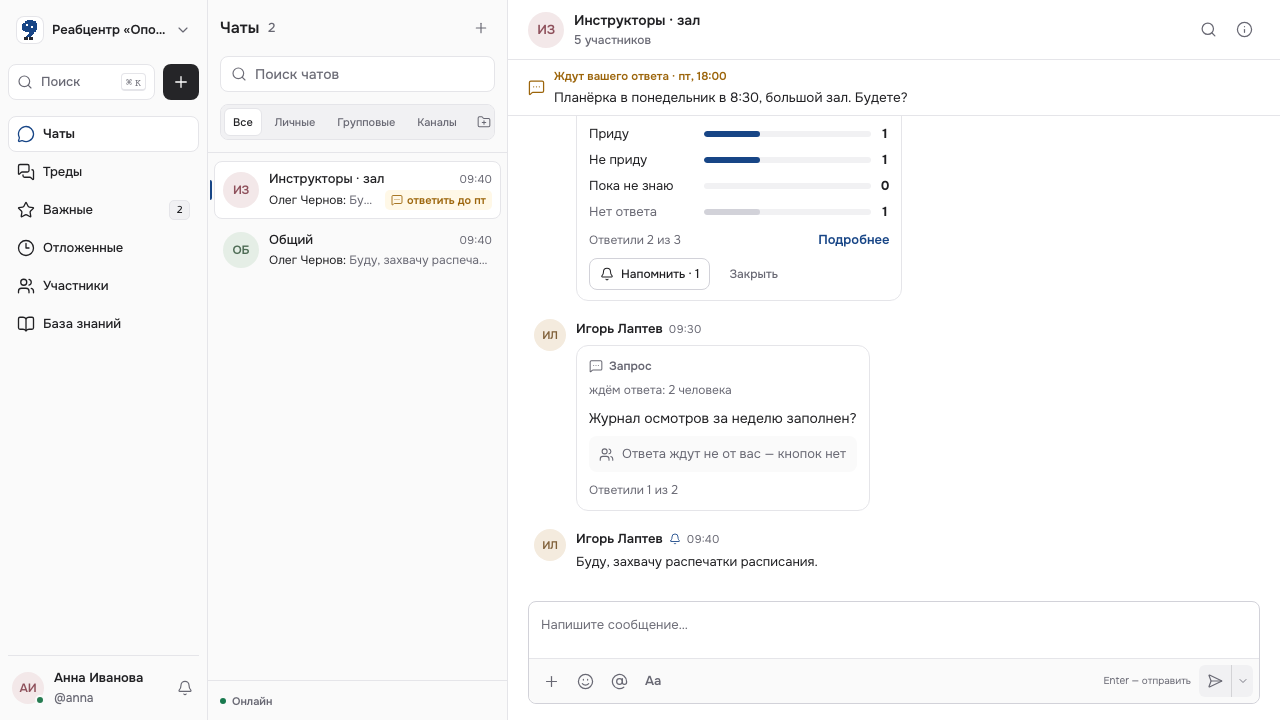 Реабцентр «Опо...
Поиск
⌘ K
Чаты
Треды
Важные
2
Отложенные
Участники
База знаний
АИ
Анна Иванова
@anna
Чаты 2
Поиск чатов
Все
Личные
Групповые
Каналы
ИЗ
Инструкторы · зал
09:40
Олег Чернов: Бу...
ответить до пт
ОБ
Общий
09:40
Олег Чернов: Буду, захвачу распеча...
Онлайн
ИЗ
Инструкторы · зал
5 участников
Ждут вашего ответа · пт, 18:00
Планёрка в понедельник в 8:30, большой зал. Будете?
Приду 1
Не приду 1
Пока не знаю 0
Нет ответа 1
Ответили 2 из 3
Подробнее
Напомнить · 1
Закрыть
ИЛ
Игорь Лаптев 09:30
Запрос
ждём ответа: 2 человека
Журнал осмотров за неделю заполнен?
Ответа ждут не от вас — кнопок нет
Ответили 1 из 2
ИЛ
Игорь Лаптев 09:40
Буду, захвачу распечатки расписания.
Напишите сообщение...
Aa
Enter — отправить